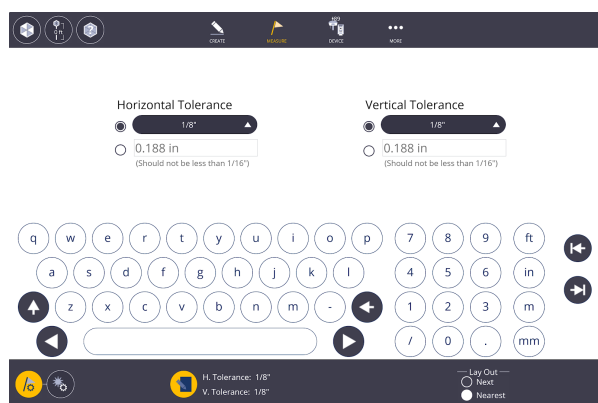 CREATE
MEASURE
DEVICE
MORE
Horizontal Tolerance
Vertical Tolerance
1/8"
1/8"
0.188 in
0.188 in
(Should not be less than 1/16")
(Should not be less than 1/16")
q w e r t y u i o p 7 8 9 ft
a s d f g h j k l 4 5 6 in
z x c v b n m - 1 2 3 m
/ 0 . mm
H. Tolerance: 1/8"
V. Tolerance: 1/8"
Lay Out
Next
Nearest